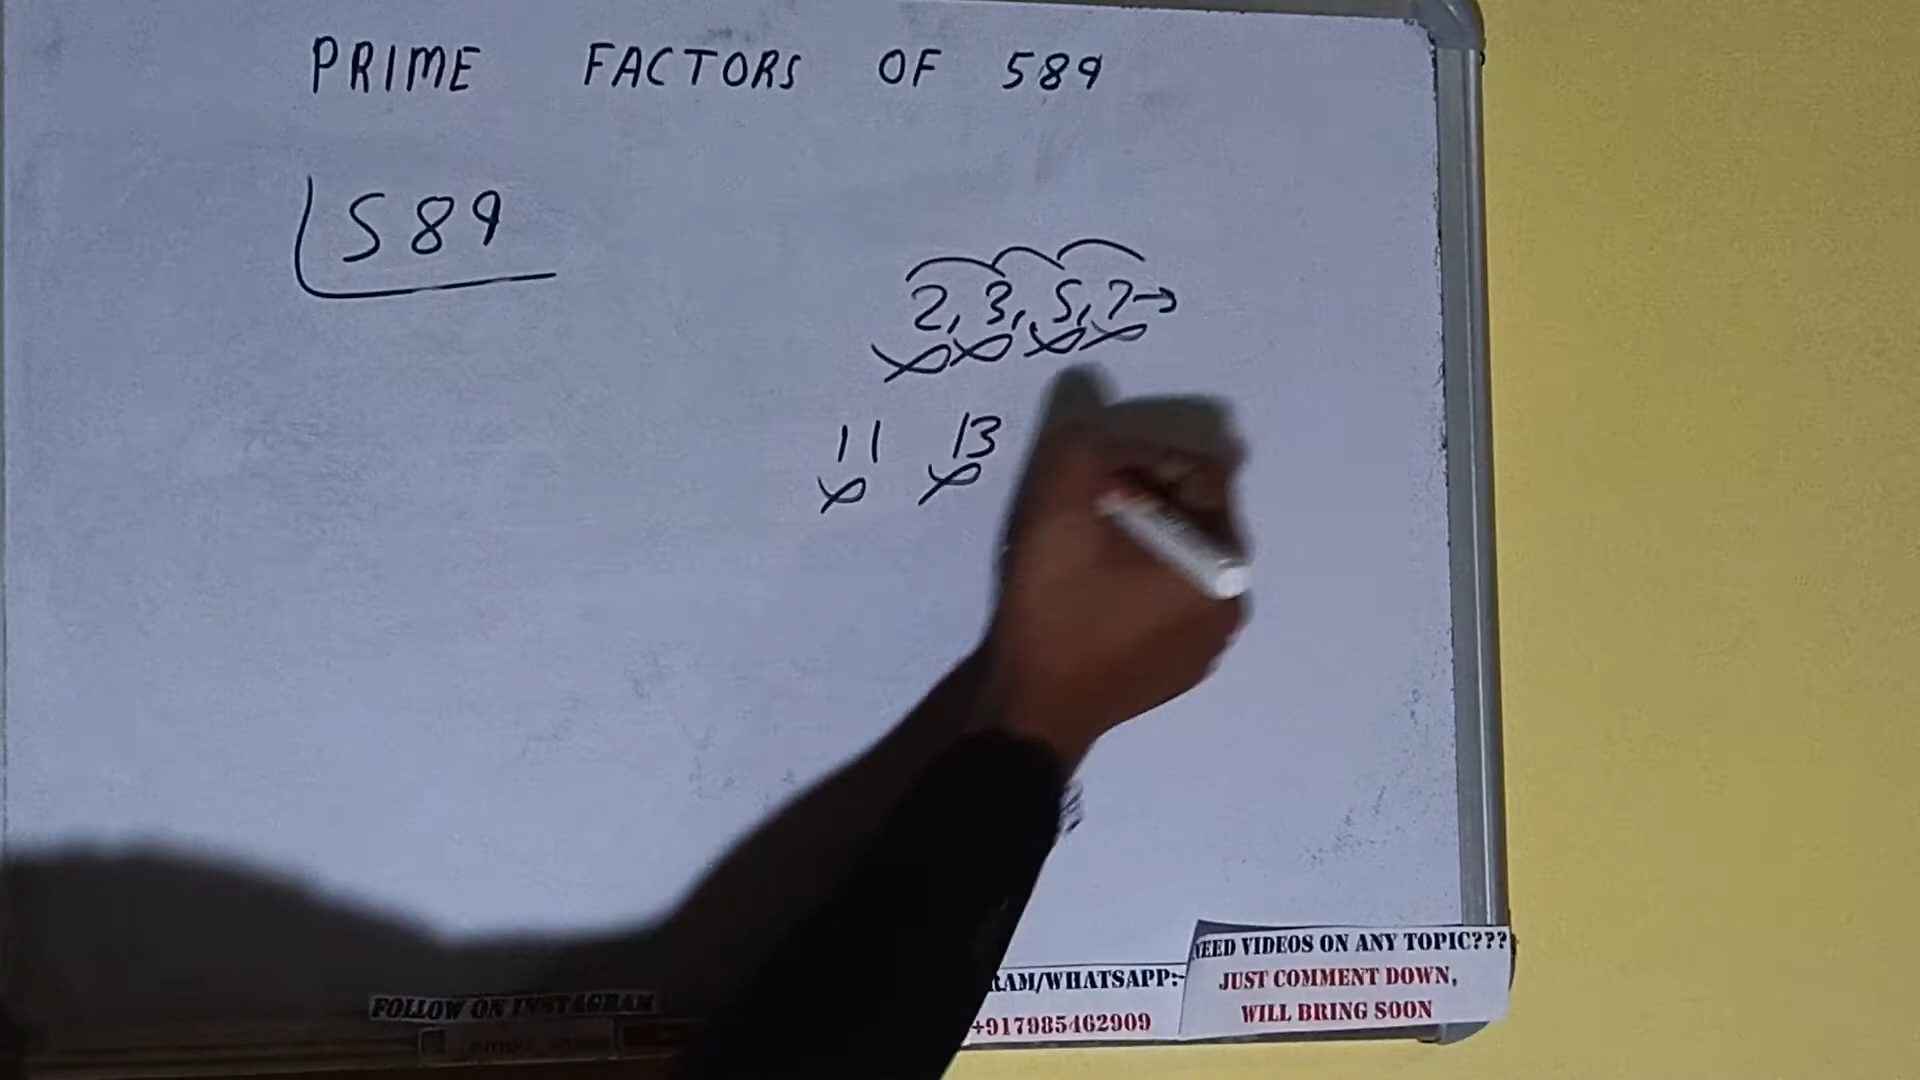 PRIME FACTORS OF 589
589
2, 3, 5, 7→
11 13
FOLLOW ON INSTAGRAM
RAM/WHATSAPP:-
+917985462909
NEED VIDEOS ON ANY TOPIC???
JUST COMMENT DOWN,
WILL BRING SOON